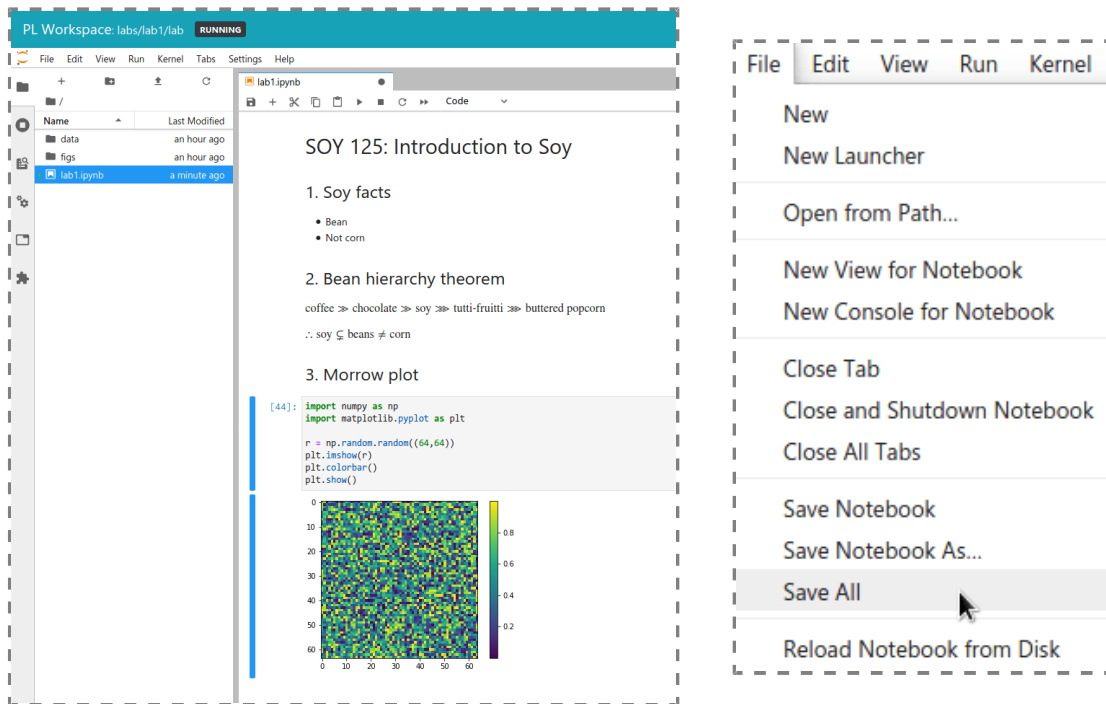 PL Workspace: labs/lab1/lab RUNNING
File Edit View Run Kernel Tabs Settings Help
lab1.ipynb
/
Code
Name Last Modified
data an hour ago
figs an hour ago
lab1.ipynb a minute ago
SOY 125: Introduction to Soy
1. Soy facts
• Bean
• Not corn
2. Bean hierarchy theorem
coffee ≫ chocolate ≫ soy ⋙ tutti-fruitti ⋙ buttered popcorn
∴ soy ⊊ beans ≠ corn
3. Morrow plot
[44]: import numpy as np
import matplotlib.pyplot as plt
r = np.random.random((64,64))
plt.imshow(r)
plt.colorbar()
plt.show()
0
10
20
30
40
50
60
0 10 20 30 40 50 60
0.8
0.6
0.4
0.2
File Edit View Run Kernel
New
New Launcher
Open from Path...
New View for Notebook
New Console for Notebook
Close Tab
Close and Shutdown Notebook
Close All Tabs
Save Notebook
Save Notebook As...
Save All
Reload Notebook from Disk